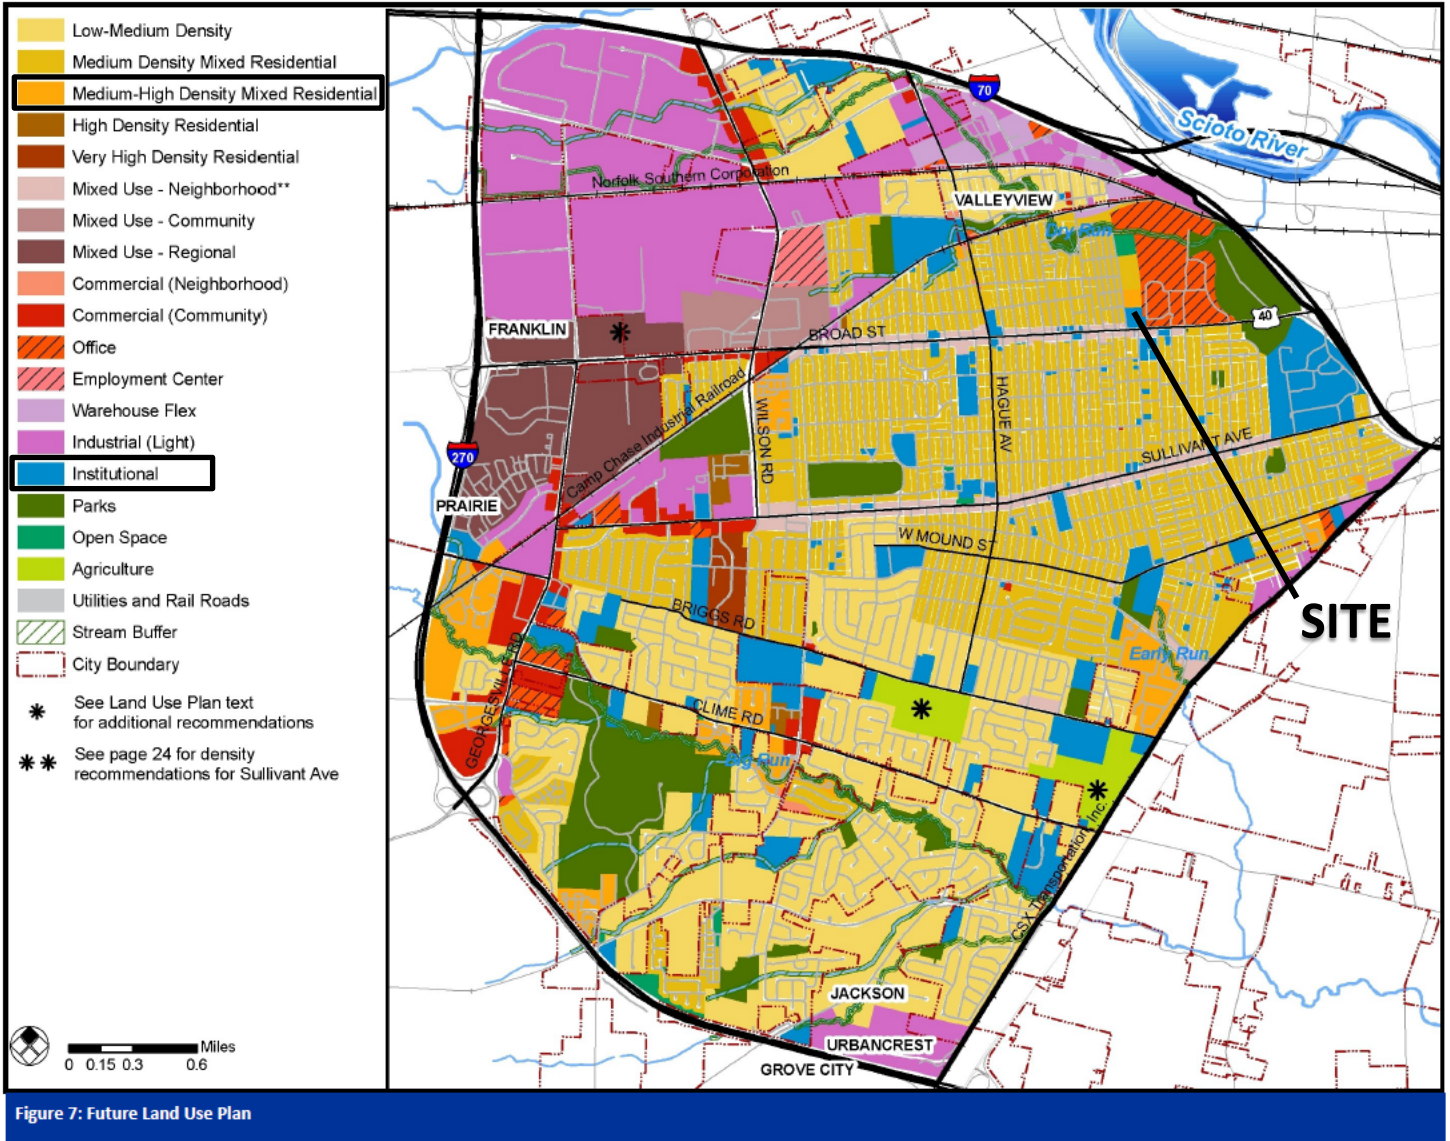 Low-Medium Density
Medium Density Mixed Residential
Medium-High Density Mixed Residential
High Density Residential
Very High Density Residential
Mixed Use - Neighborhood**
Mixed Use - Community
Mixed Use - Regional
Commercial (Neighborhood)
Commercial (Community)
Office
Employment Center
Warehouse Flex
Industrial (Light)
Institutional
Parks
Open Space
Agriculture
Utilities and Rail Roads
Stream Buffer
City Boundary
* See Land Use Plan text
for additional recommendations
** See page 24 for density
recommendations for Sullivant Ave
Miles
0 0.15 0.3 0.6
70
Scioto River
Norfolk Southern Corporation
VALLEYVIEW
Dry Run
40
FRANKLIN
*
BROAD ST
Camp Chase Industrial Railroad
WILSON RD
HAGUE AV
SULLIVANT AVE
270
PRAIRIE
W MOUND ST
SITE
BRIGGS RD
Early Run
GEORGESVILLE RD
CLIME RD
*
Big Run
*
CSX Transportation, Inc.
JACKSON
URBANCREST
GROVE CITY
Figure 7: Future Land Use Plan